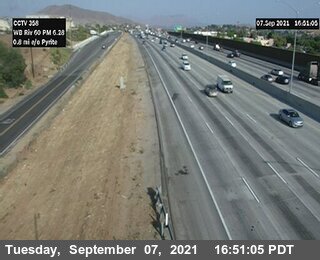 CCTV 358
WB Riv 60 PM 6.28
0.8 mi e/o Pyrite
07.Sep 2021 16:51:05
Tuesday, September 07, 2021 16:51:05 PDT